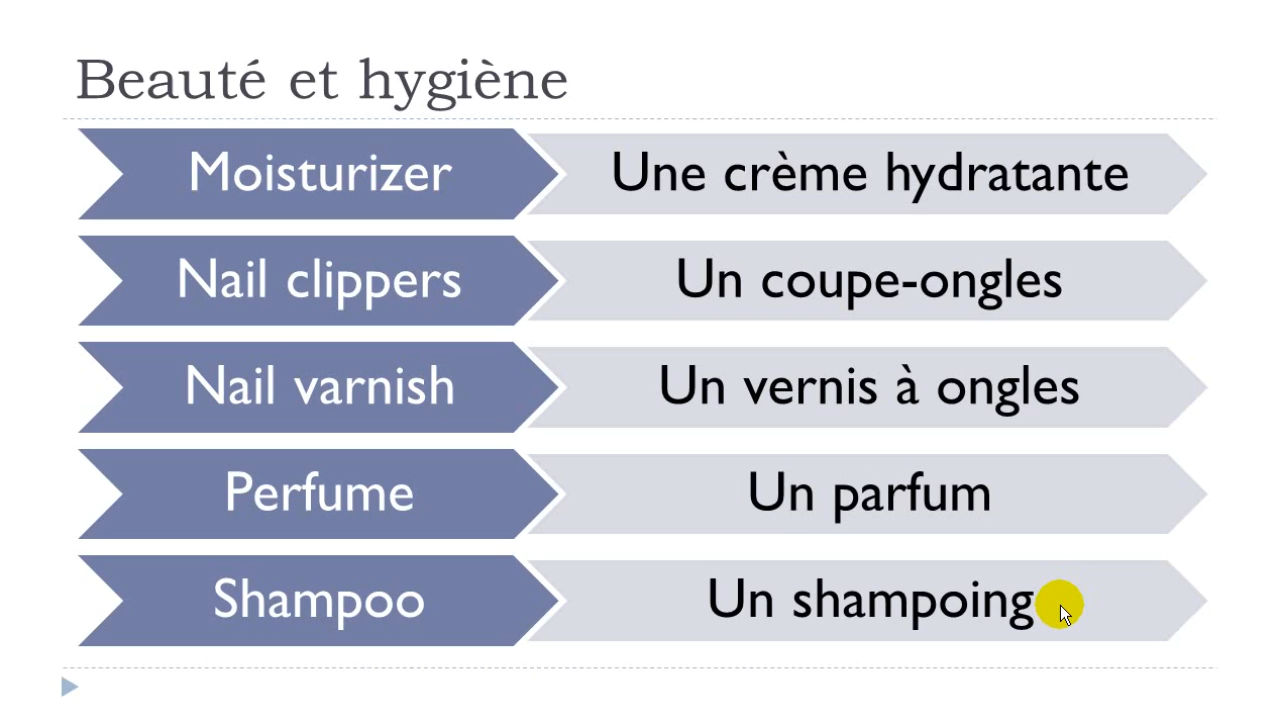 Beauté et hygiène
Moisturizer
Une crème hydratante
Nail clippers
Un coupe-ongles
Nail varnish
Un vernis à ongles
Perfume
Un parfum
Shampoo
Un shampoing